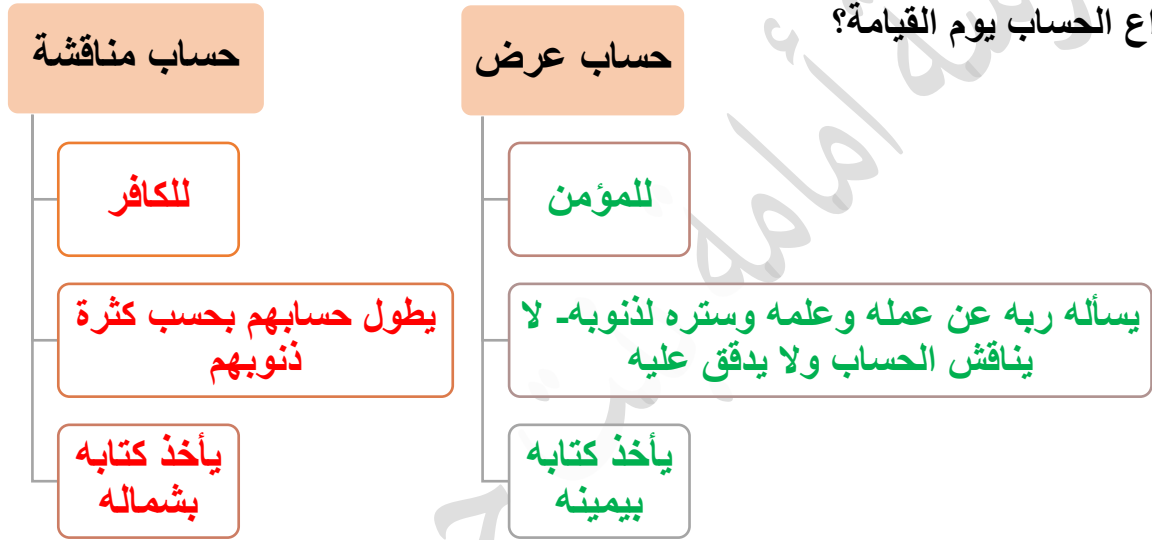 اع الحساب يوم القيامة؟
حساب عرض
للمؤمن
يسأله ربه عن عمله وعلمه وستره لذنوبه- لا
يناقش الحساب ولا يدقق عليه
يأخذ كتابه
بيمينه
حساب مناقشة
للكافر
يطول حسابهم بحسب كثرة
ذنوبهم
يأخذ كتابه
بشماله